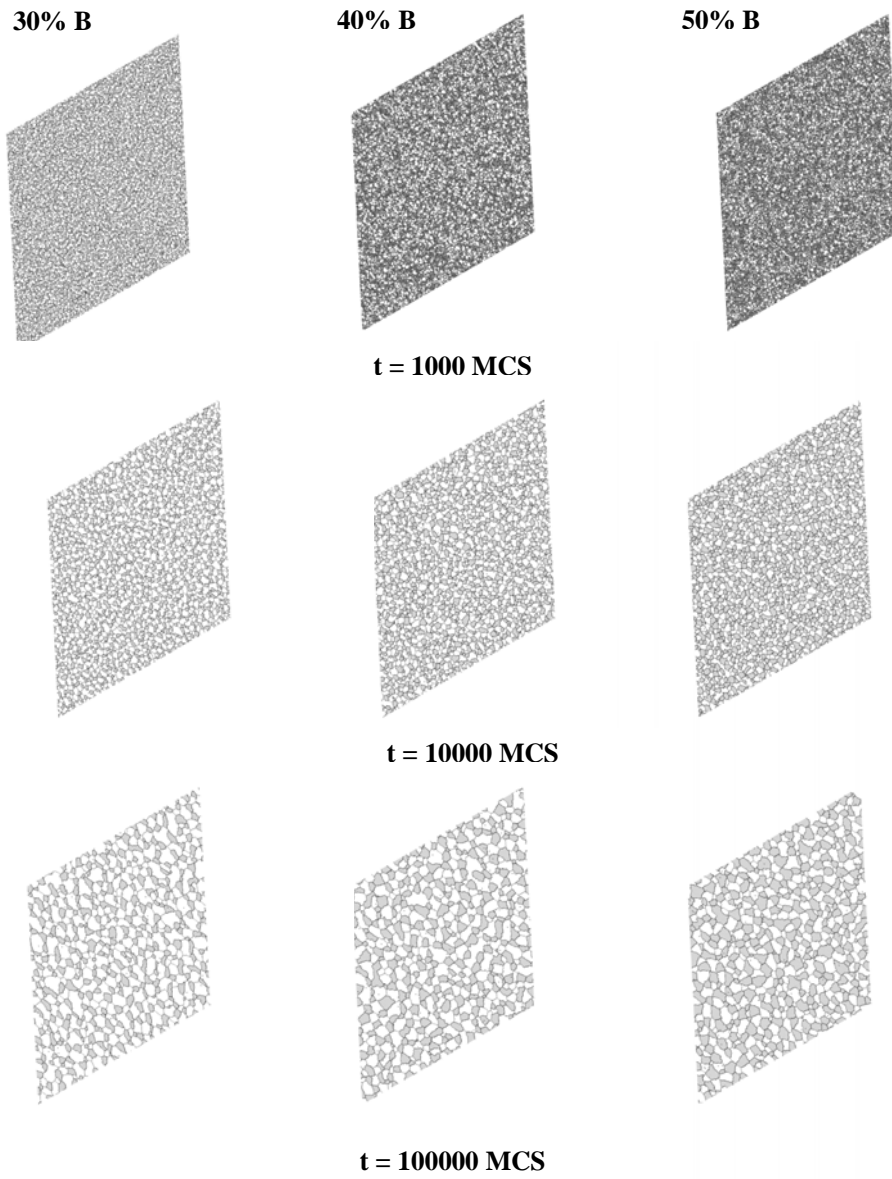 30% B 40% B 50% B
t = 1000 MCS
t = 10000 MCS
t = 100000 MCS